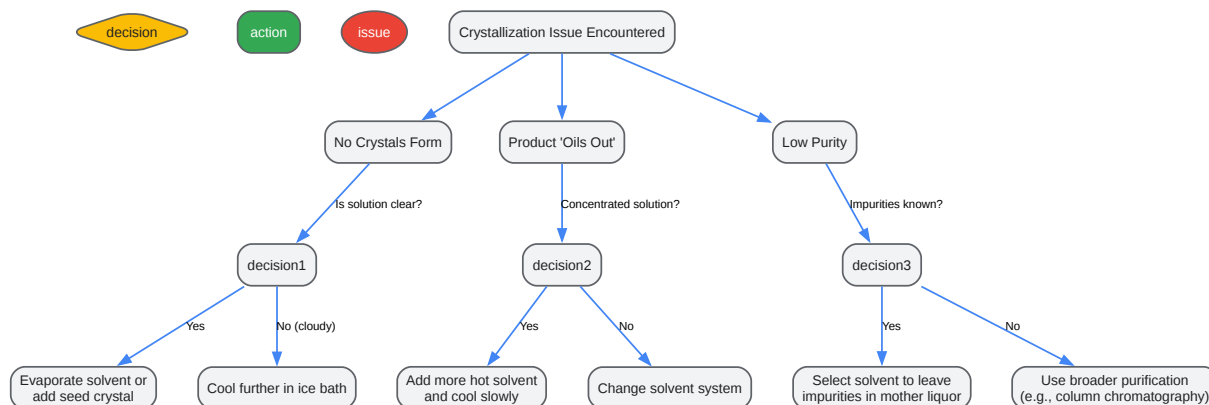 decision
action
issue
Crystallization Issue Encountered
No Crystals Form
Product 'Oils Out'
Low Purity
Is solution clear?
Concentrated solution?
Impurities known?
decision1
decision2
decision3
Yes
No (cloudy)
Yes
No
Yes
No
Evaporate solvent or
add seed crystal
Cool further in ice bath
Add more hot solvent
and cool slowly
Change solvent system
Select solvent to leave
impurities in mother liquor
Use broader purification
(e.g., column chromatography)